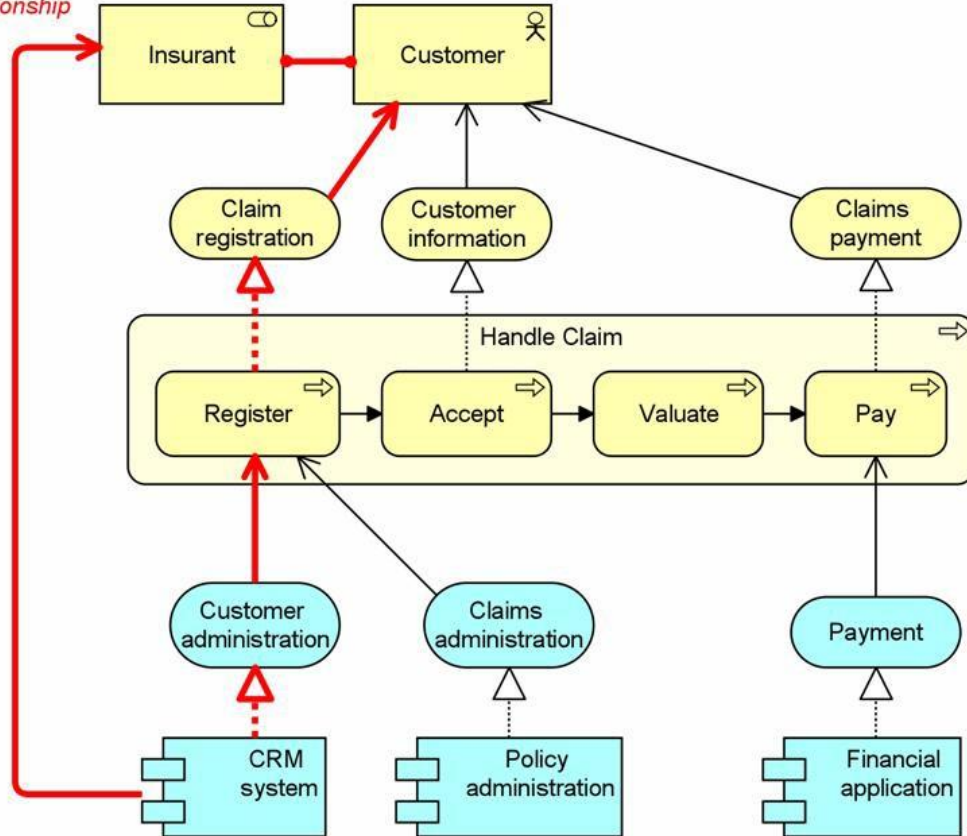 Insurant
Customer
Claim
registration
Customer
information
Claims
payment
Handle Claim
Register
Accept
Valuate
Pay
Customer
administration
Claims
administration
Payment
CRM
system
Policy
administration
Financial
application